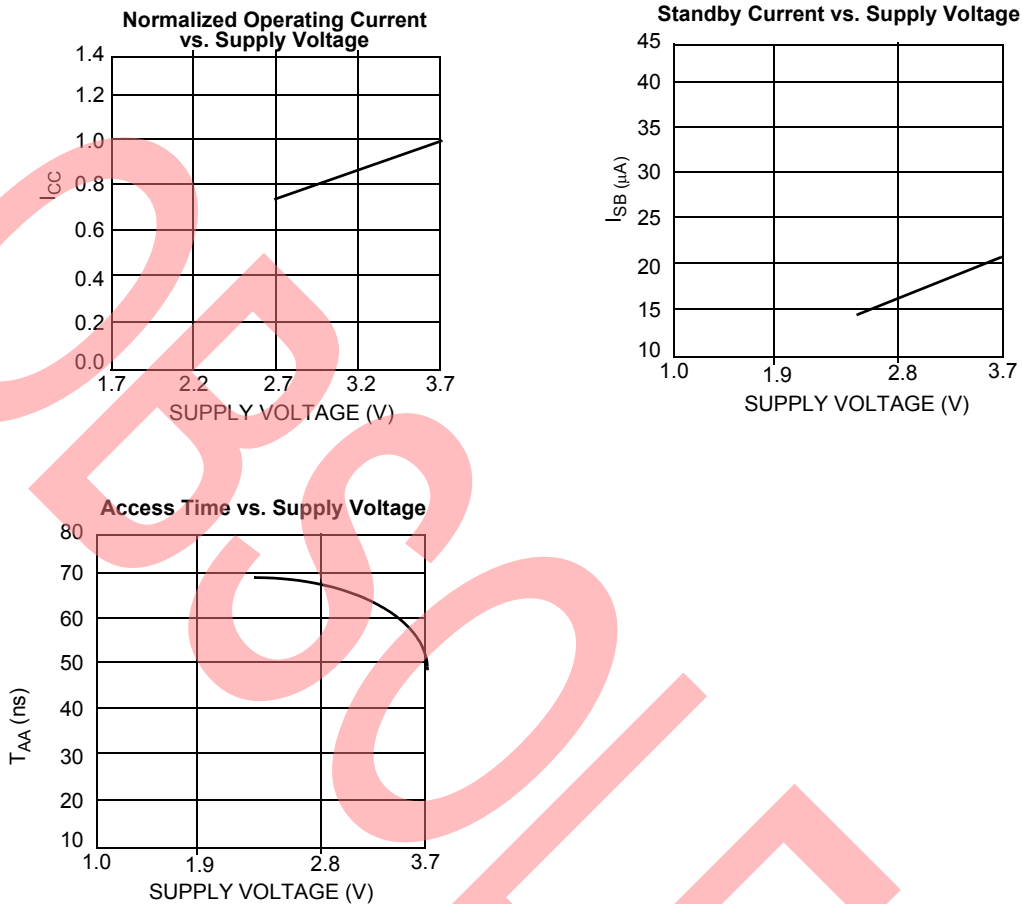 Normalized Operating Current
vs. Supply Voltage
1.4
1.2
1.0
0.8
0.6
0.4
0.2
0.0
ICC
1.7 2.2 2.7 3.2 3.7
SUPPLY VOLTAGE (V)
Standby Current vs. Supply Voltage
45
40
35
30
25
20
15
10
ISB (μA)
1.0 1.9 2.8 3.7
SUPPLY VOLTAGE (V)
Access Time vs. Supply Voltage
80
70
60
50
40
30
20
10
TAA (ns)
1.0 1.9 2.8 3.7
SUPPLY VOLTAGE (V)
OBSOLE